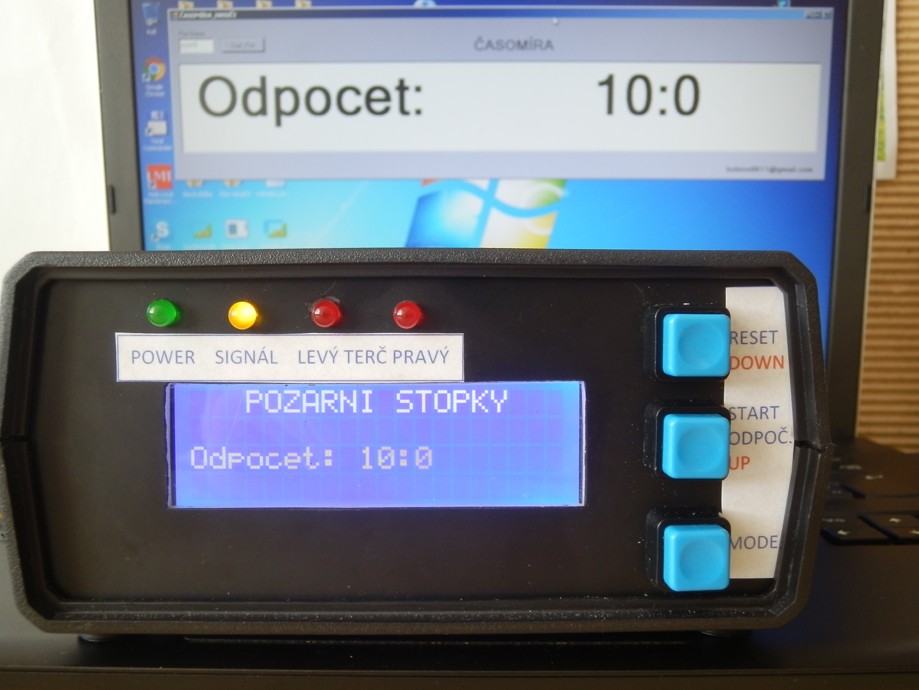 ČASOMÍRA
Odpocet: 10:0
POWER SIGNÁL LEVÝ TERČ PRAVÝ
POZARNI STOPKY
Odpocet: 10:0
RESET
DOWN
START
ODPOČ.
UP
MODE